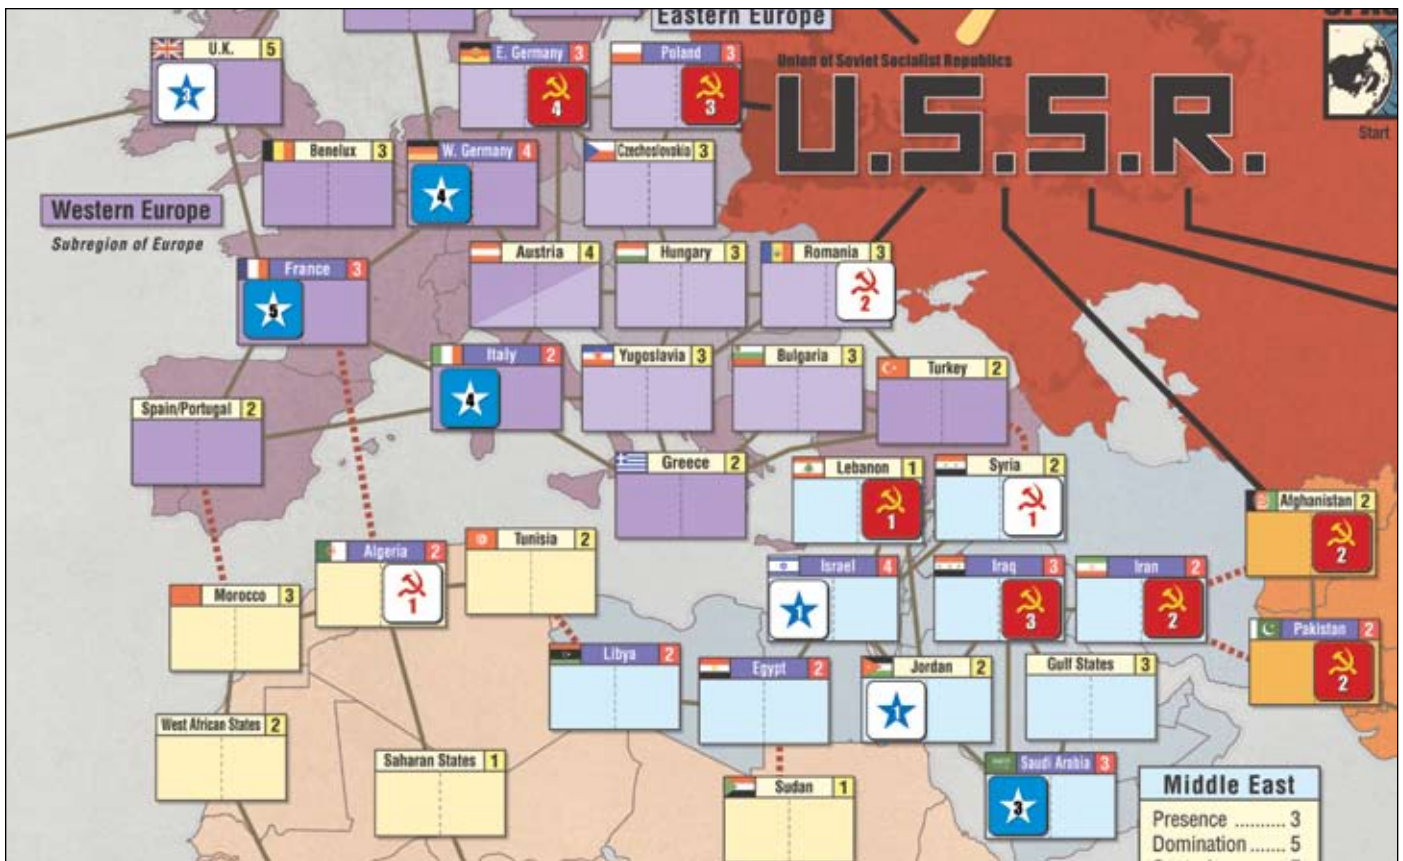 Eastern Europe
U.K. 5
3
E. Germany 3
4
Poland 3
3
Union of Soviet Socialist Republics
U.S.S.R.
Start
Benelux 3
W. Germany 4
4
Czechoslovakia 3
Western Europe
Subregion of Europe
France 3
5
Austria 4
Hungary 3
Romania 3
2
Italy 2
4
Yugoslavia 3
Bulgaria 3
Turkey 2
Spain/Portugal 2
Greece 2
Lebanon 1
1
Syria 2
1
Afghanistan 2
2
Algeria 2
1
Tunisia 2
Morocco 3
Israel 4
1
Iraq 3
3
Iran 2
2
Pakistan 2
2
Libya 2
Egypt 2
Jordan 2
1
Gulf States 3
West African States 2
Saharan States 1
Sudan 1
Saudi Arabia 3
3
Middle East
Presence .......... 3
Domination ....... 5